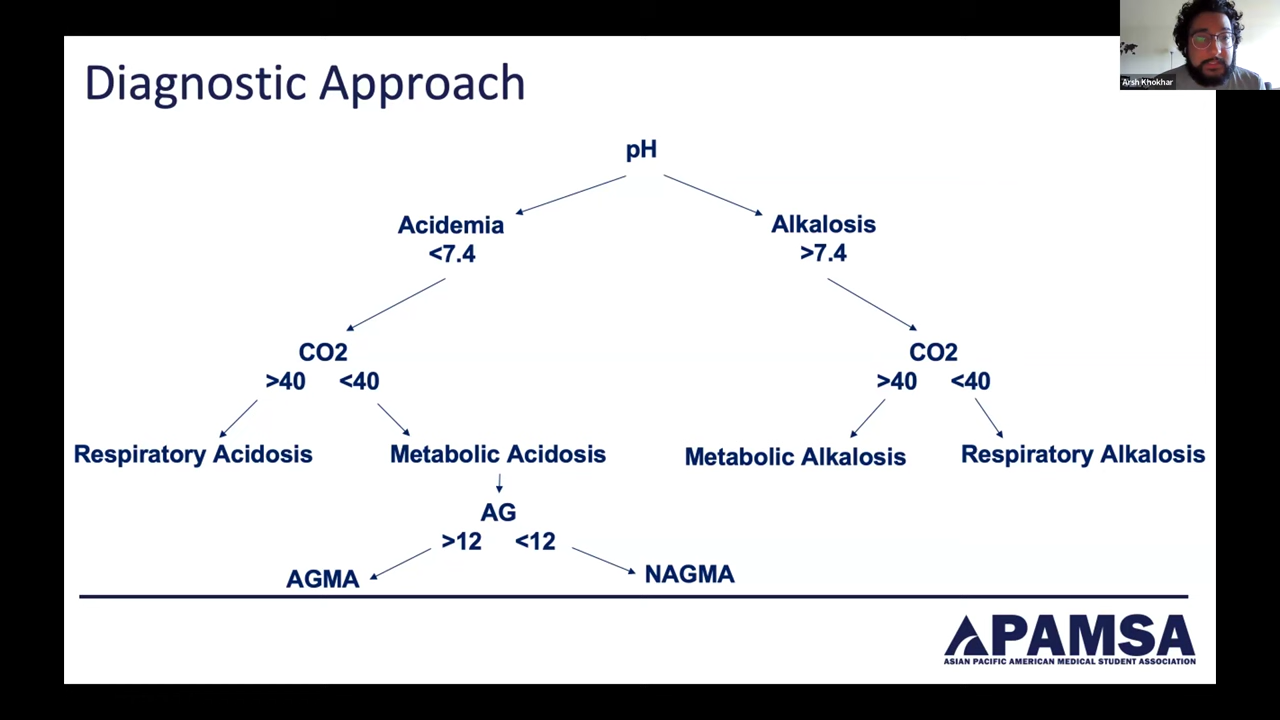 Diagnostic Approach
Arsh Khokhar
pH
Acidemia
<7.4
Alkalosis
>7.4
CO2
>40 <40
CO2
>40 <40
Respiratory Acidosis
Metabolic Acidosis
Metabolic Alkalosis
Respiratory Alkalosis
AG
>12 <12
AGMA
NAGMA
APAMSA
ASIAN PACIFIC AMERICAN MEDICAL STUDENT ASSOCIATION